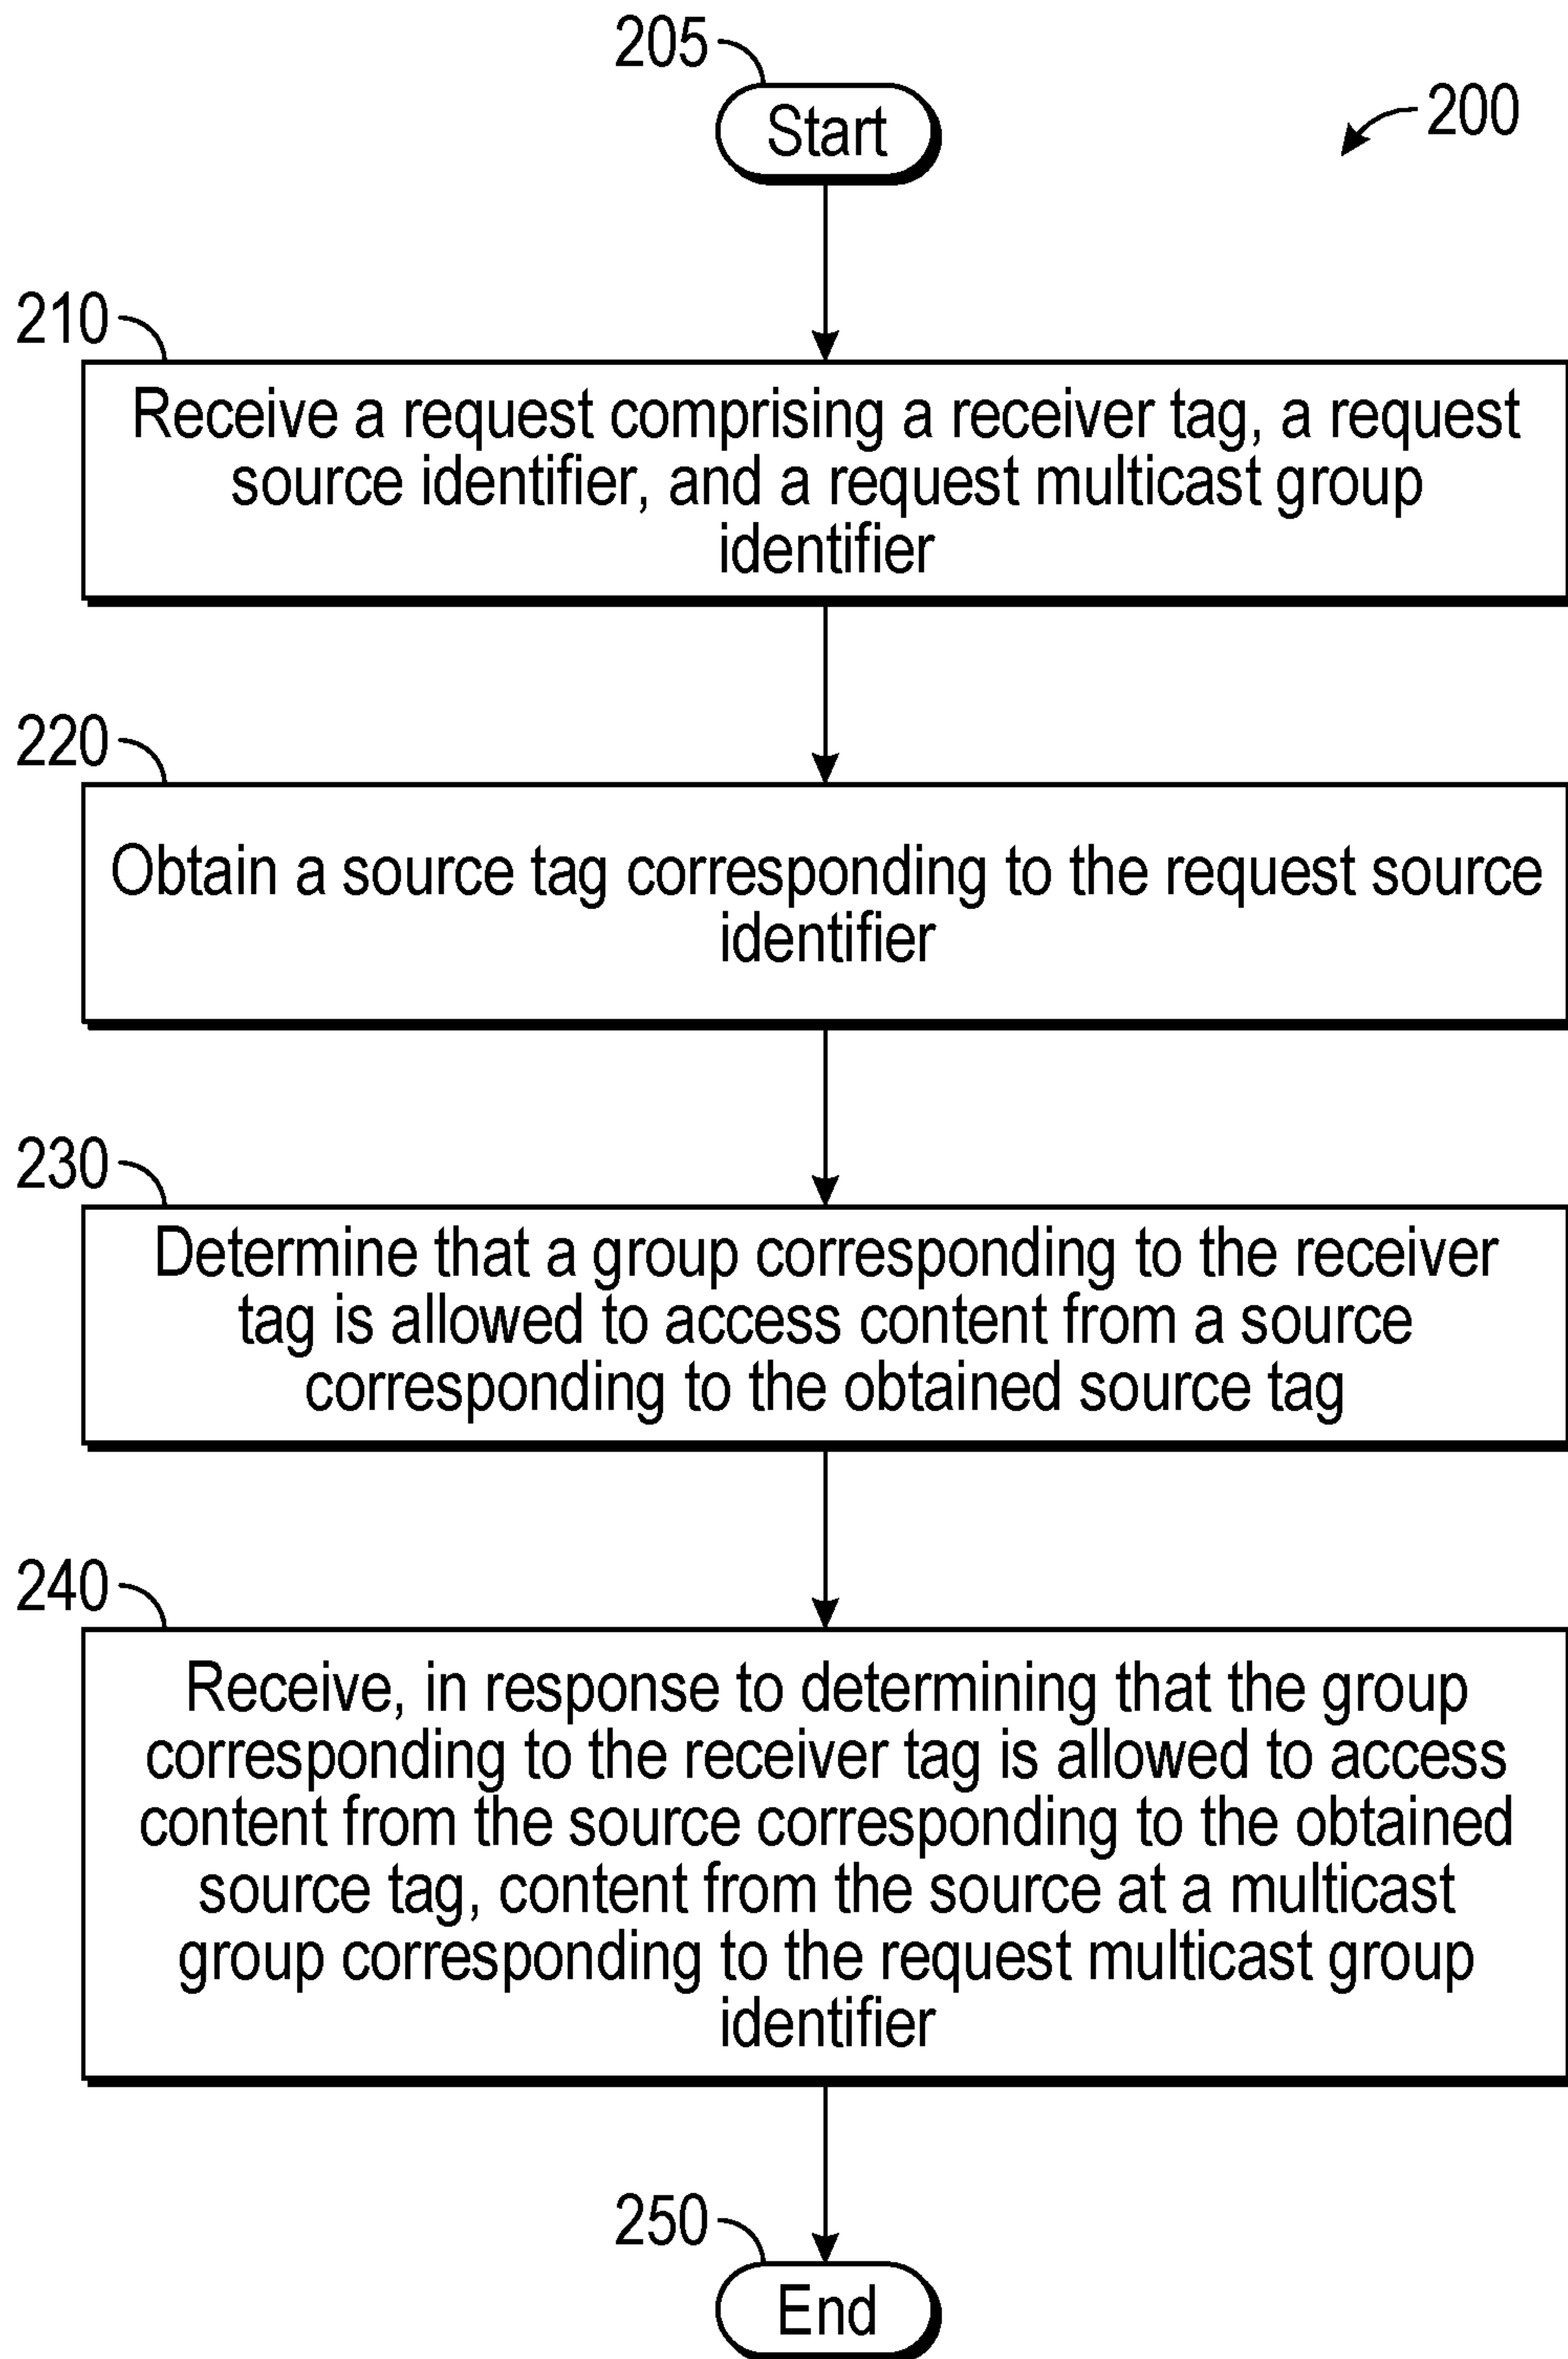 205
Start
200
210
Receive a request comprising a receiver tag, a request
source identifier, and a request multicast group
identifier
220
Obtain a source tag corresponding to the request source
identifier
230
Determine that a group corresponding to the receiver
tag is allowed to access content from a source
corresponding to the obtained source tag
240
Receive, in response to determining that the group
corresponding to the receiver tag is allowed to access
content from the source corresponding to the obtained
source tag, content from the source at a multicast
group corresponding to the request multicast group
identifier
250
End